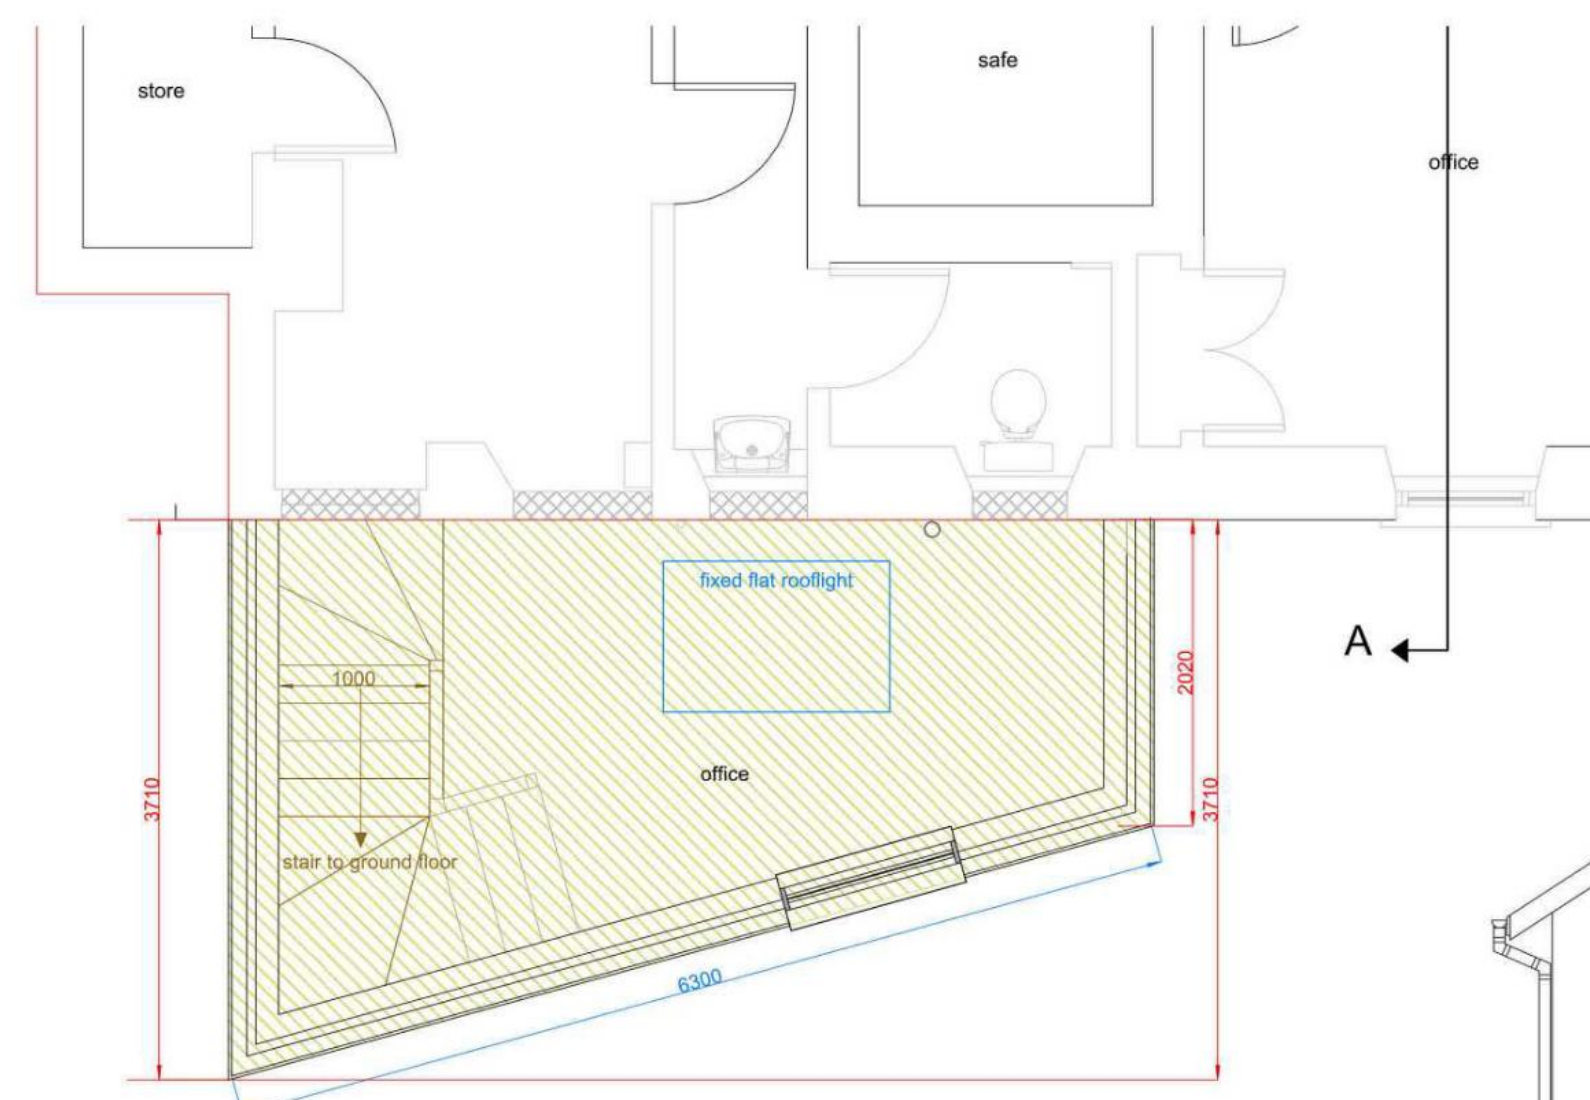 store
safe
office
fixed flat rooflight
A
2020
1000
office
3710
3710
stair to ground floor
6300